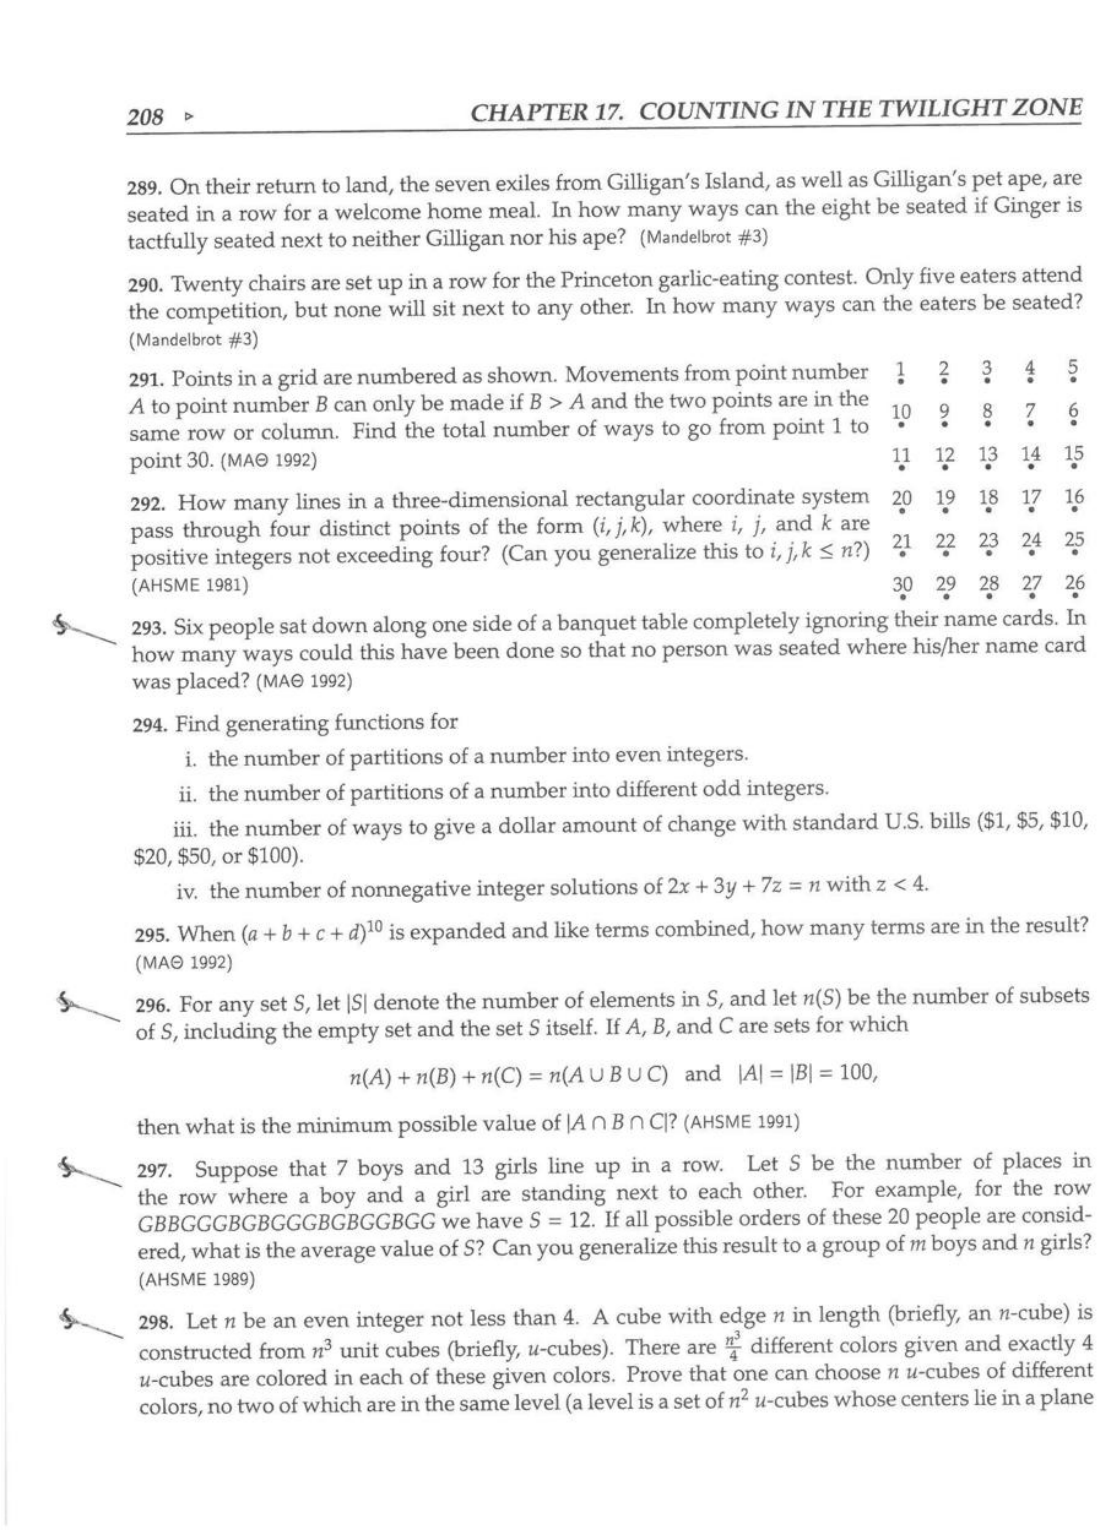 208 ▹ CHAPTER 17. COUNTING IN THE TWILIGHT ZONE
289. On their return to land, the seven exiles from Gilligan's Island, as well as Gilligan's pet ape, are
seated in a row for a welcome home meal. In how many ways can the eight be seated if Ginger is
tactfully seated next to neither Gilligan nor his ape? (Mandelbrot #3)
290. Twenty chairs are set up in a row for the Princeton garlic-eating contest. Only five eaters attend
the competition, but none will sit next to any other. In how many ways can the eaters be seated?
(Mandelbrot #3)
291. Points in a grid are numbered as shown. Movements from point number
A to point number B can only be made if B > A and the two points are in the
same row or column. Find the total number of ways to go from point 1 to
point 30. (MAΘ 1992)
1 2 3 4 5
10 9 8 7 6
11 12 13 14 15
20 19 18 17 16
21 22 23 24 25
30 29 28 27 26
292. How many lines in a three-dimensional rectangular coordinate system
pass through four distinct points of the form (i, j, k), where i, j, and k are
positive integers not exceeding four? (Can you generalize this to i, j, k ≤ n?)
(AHSME 1981)
293. Six people sat down along one side of a banquet table completely ignoring their name cards. In
how many ways could this have been done so that no person was seated where his/her name card
was placed? (MAΘ 1992)
294. Find generating functions for
i. the number of partitions of a number into even integers.
ii. the number of partitions of a number into different odd integers.
iii. the number of ways to give a dollar amount of change with standard U.S. bills ($1, $5, $10,
$20, $50, or $100).
iv. the number of nonnegative integer solutions of 2x + 3y + 7z = n with z < 4.
295. When (a + b + c + d)¹⁰ is expanded and like terms combined, how many terms are in the result?
(MAΘ 1992)
296. For any set S, let |S| denote the number of elements in S, and let n(S) be the number of subsets
of S, including the empty set and the set S itself. If A, B, and C are sets for which
n(A) + n(B) + n(C) = n(A ∪ B ∪ C) and |A| = |B| = 100,
then what is the minimum possible value of |A ∩ B ∩ C|? (AHSME 1991)
297. Suppose that 7 boys and 13 girls line up in a row. Let S be the number of places in
the row where a boy and a girl are standing next to each other. For example, for the row
GBBGGGBGBGGGBGBGGBGG we have S = 12. If all possible orders of these 20 people are consid-
ered, what is the average value of S? Can you generalize this result to a group of m boys and n girls?
(AHSME 1989)
298. Let n be an even integer not less than 4. A cube with edge n in length (briefly, an n-cube) is
constructed from n³ unit cubes (briefly, u-cubes). There are n³/4 different colors given and exactly 4
u-cubes are colored in each of these given colors. Prove that one can choose n u-cubes of different
colors, no two of which are in the same level (a level is a set of n² u-cubes whose centers lie in a plane